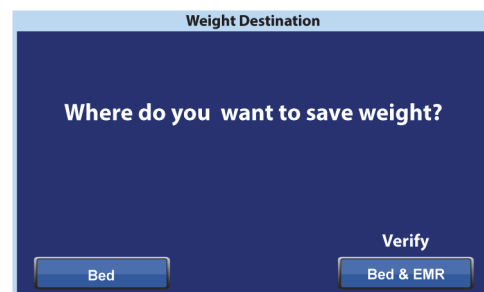 Weight Destination
Where do you want to save weight?
Verify
Bed
Bed & EMR